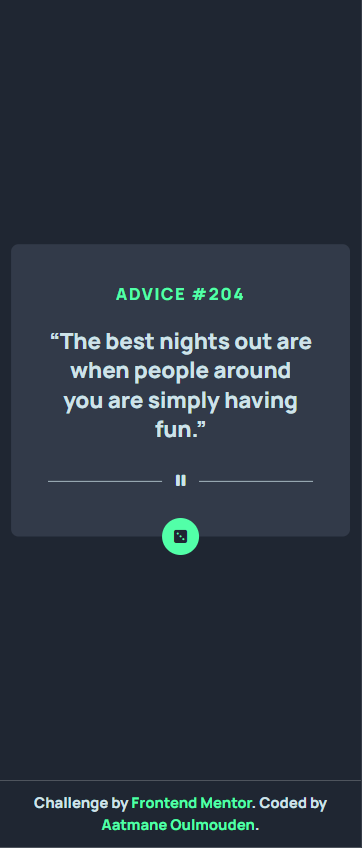 ADVICE #204
“The best nights out are
when people around
you are simply having
fun.”
Challenge by Frontend Mentor. Coded by
Aatmane Oulmouden.